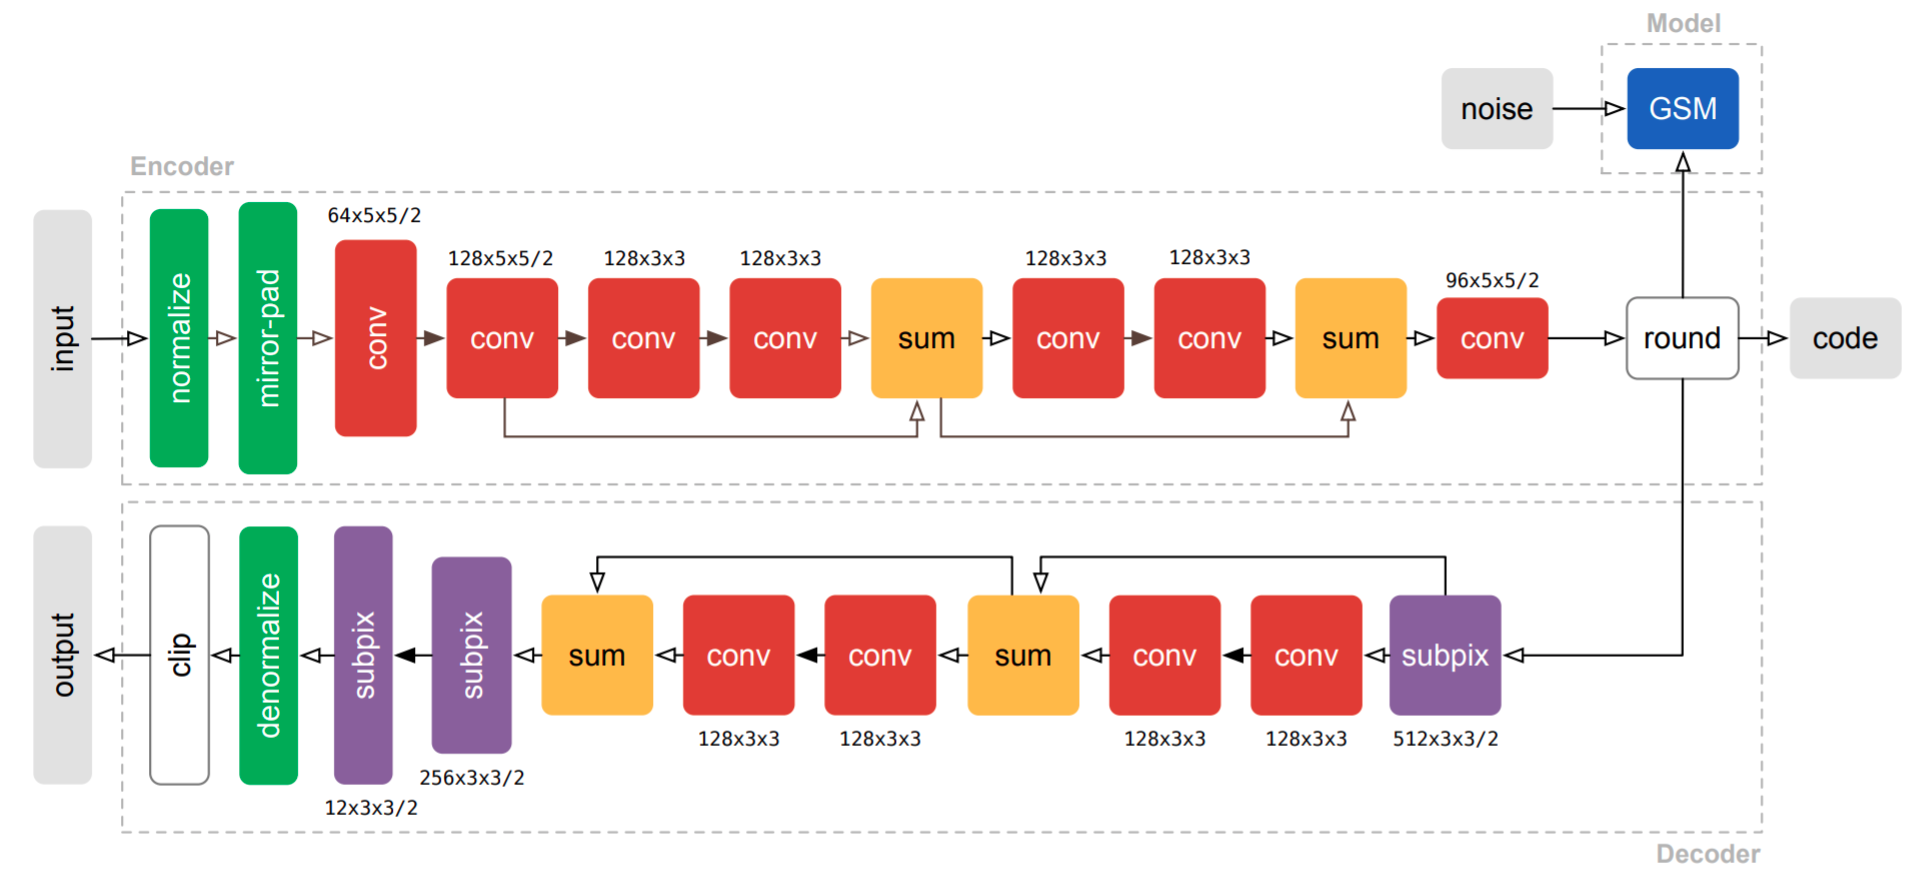 Model
noise
GSM
Encoder
64x5x5/2
128x5x5/2
128x3x3
128x3x3
128x3x3
128x3x3
96x5x5/2
input
normalize
mirror-pad
conv
conv
conv
conv
sum
conv
conv
sum
conv
round
code
output
clip
denormalize
subpix
subpix
sum
conv
conv
sum
conv
conv
subpix
128x3x3
128x3x3
128x3x3
128x3x3
512x3x3/2
256x3x3/2
12x3x3/2
Decoder